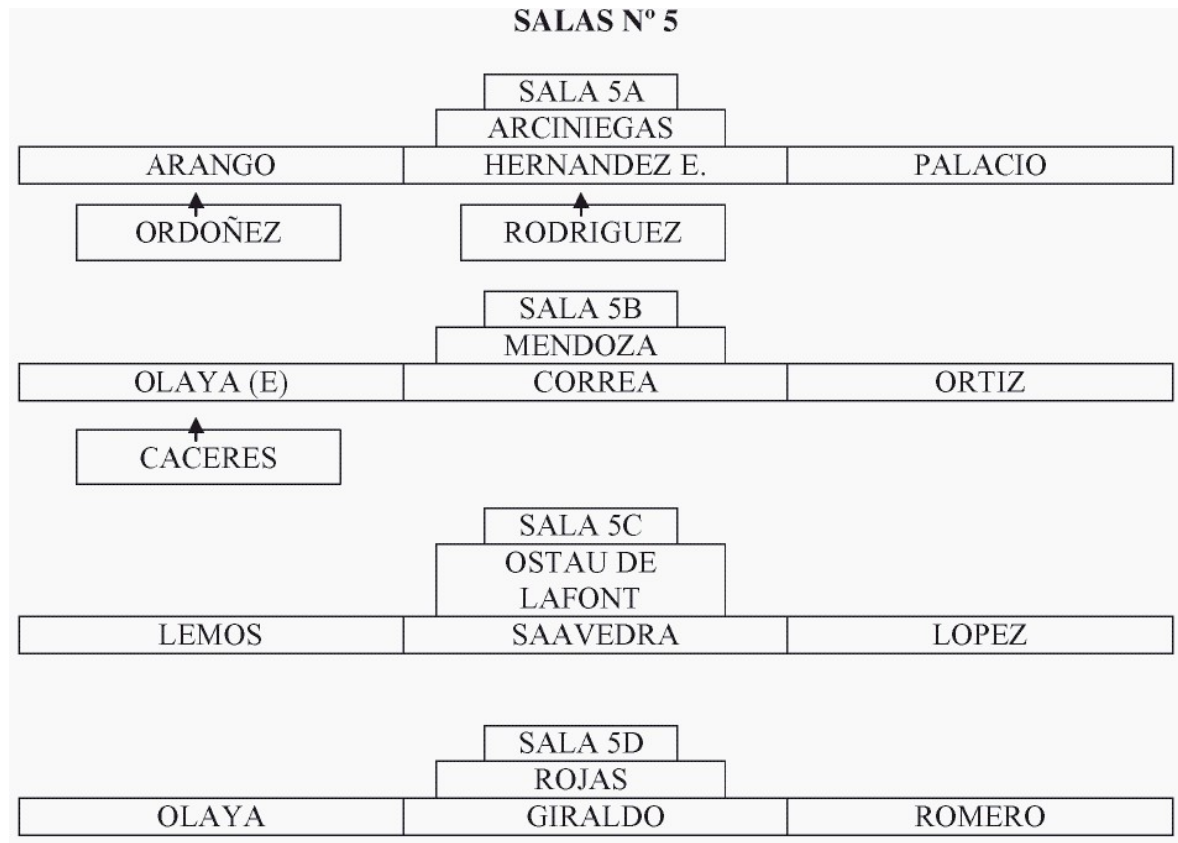 SALAS Nº 5
SALA 5A
ARCINIEGAS
ARANGO HERNANDEZ E. PALACIO
ORDOÑEZ RODRIGUEZ
SALA 5B
MENDOZA
OLAYA (E) CORREA ORTIZ
CACERES
SALA 5C
OSTAU DE
LAFONT
LEMOS SAAVEDRA LOPEZ
SALA 5D
ROJAS
OLAYA GIRALDO ROMERO